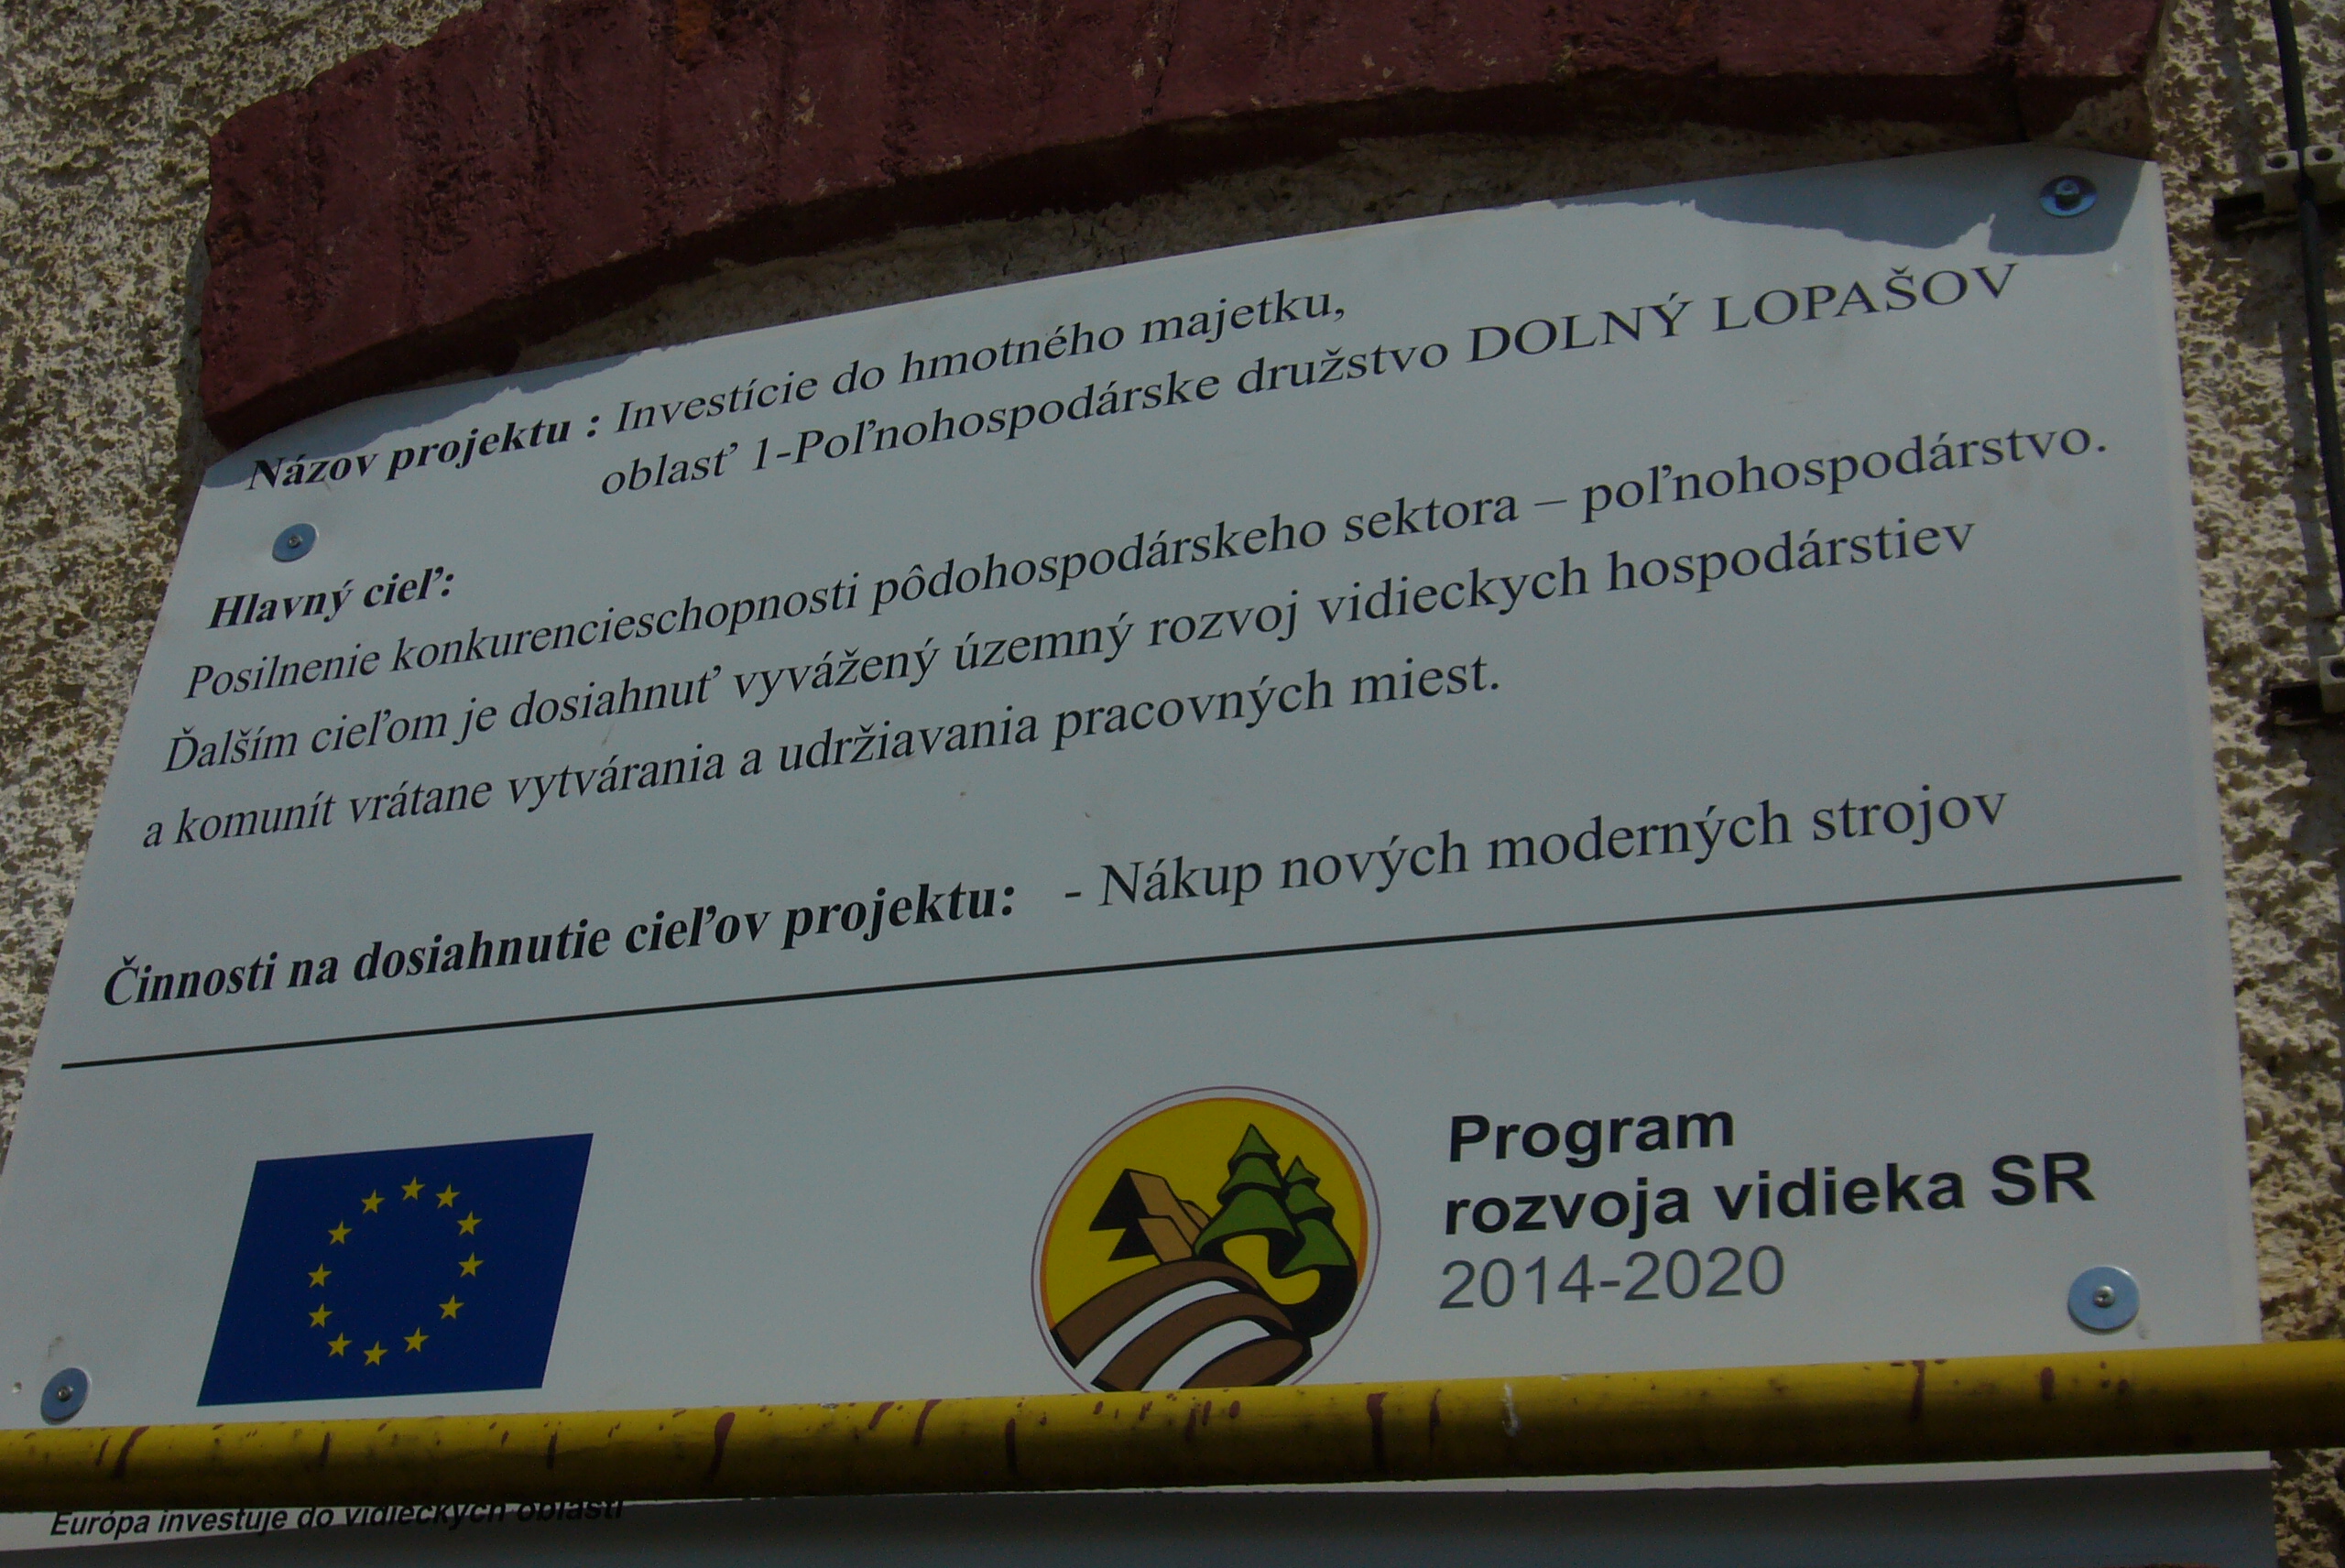 Názov projektu : Investície do hmotného majetku,
oblasť 1-Poľnohospodárske družstvo DOLNÝ LOPAŠOV
Hlavný cieľ:
Posilnenie konkurencieschopnosti pôdohospodárskeho sektora – poľnohospodárstvo.
Ďalším cieľom je dosiahnuť vyvážený územný rozvoj vidieckych hospodárstiev
a komunít vrátane vytvárania a udržiavania pracovných miest.
Činnosti na dosiahnutie cieľov projektu: - Nákup nových moderných strojov
Program
rozvoja vidieka SR
2014-2020
Európa investuje do vidieckych oblastí